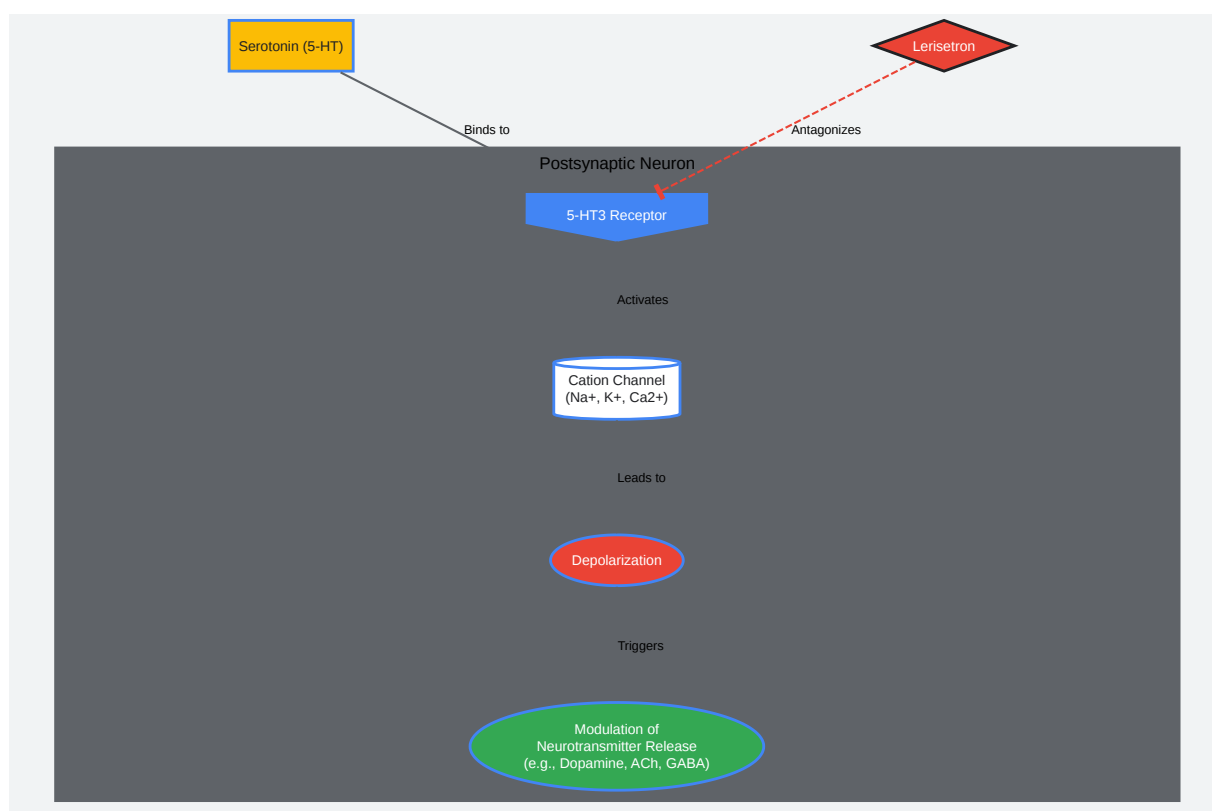 Serotonin (5-HT)
Lerisetron
Binds to
Antagonizes
Postsynaptic Neuron
5-HT3 Receptor
Activates
Cation Channel
(Na+, K+, Ca2+)
Leads to
Depolarization
Triggers
Modulation of
Neurotransmitter Release
(e.g., Dopamine, ACh, GABA)